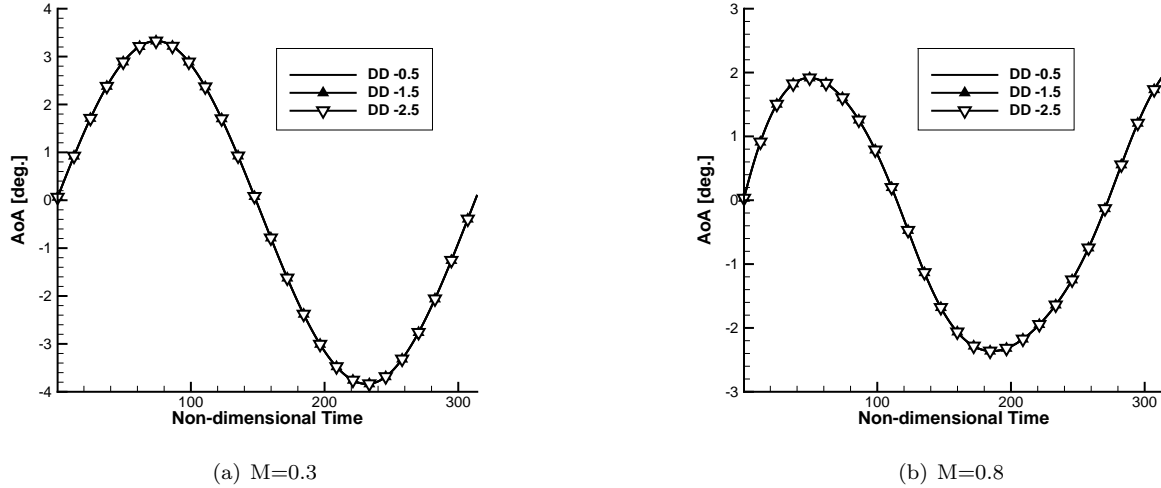 4
3
2
1
0
-1
-2
-3
-4
AoA [deg.]
100
200
300
Non-dimensional Time
DD -0.5
DD -1.5
DD -2.5
(a) M=0.3
3
2
1
0
-1
-2
-3
AoA [deg.]
100
200
300
Non-dimensional Time
DD -0.5
DD -1.5
DD -2.5
(b) M=0.8